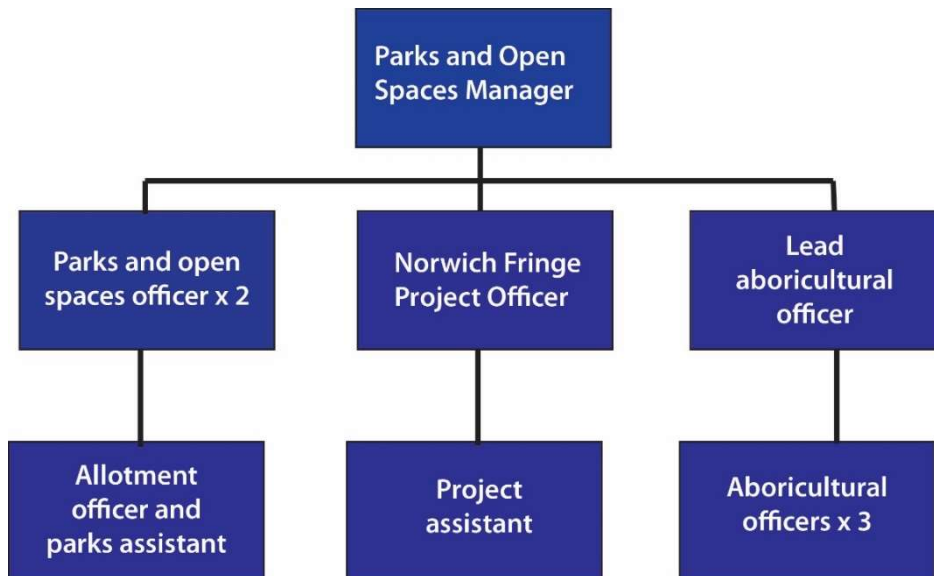 Parks and Open
Spaces Manager
Parks and open
spaces officer x 2
Norwich Fringe
Project Officer
Lead
aboricultural
officer
Allotment
officer and
parks assistant
Project
assistant
Aboricultural
officers x 3